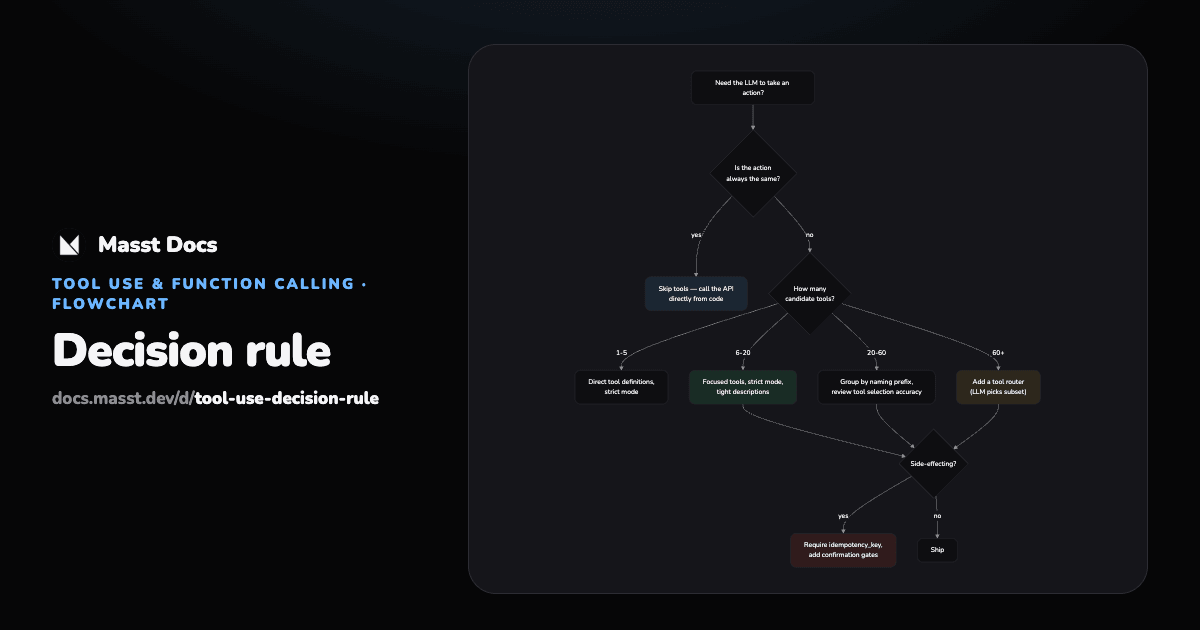 Masst Docs
TOOL USE & FUNCTION CALLING ·
FLOWCHART
Decision rule
docs.masst.dev/d/tool-use-decision-rule
Need the LLM to take an
action?
Is the action
always the same?
yes
no
Skip tools — call the API
directly from code
How many
candidate tools?
1-5
6-20
20-60
60+
Direct tool definitions,
strict mode
Focused tools, strict mode,
tight descriptions
Group by naming prefix,
review tool selection accuracy
Add a tool router
(LLM picks subset)
Side-effecting?
yes
no
Require idempotency_key,
add confirmation gates
Ship